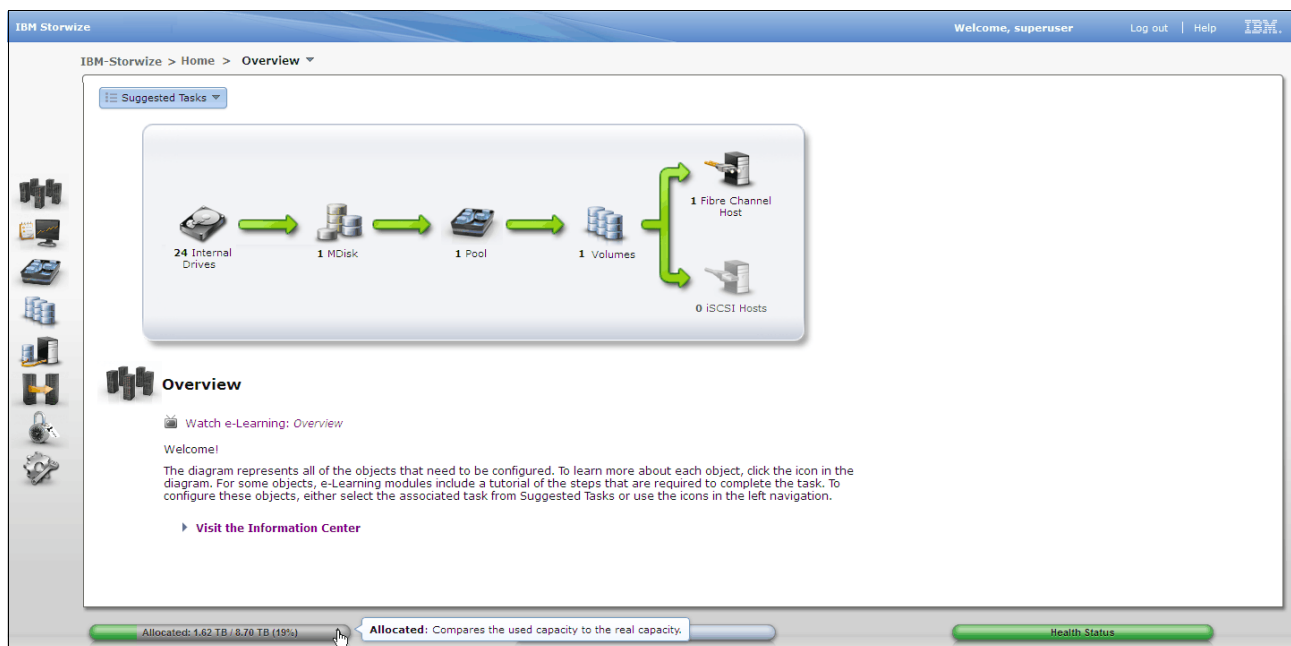 IBM Storwize
Welcome, superuser
Log out | Help
IBM.
IBM-Storwize > Home > Overview
Suggested Tasks
24 Internal
Drives
1 MDisk
1 Pool
1 Volumes
1 Fibre Channel
Host
0 iSCSI Hosts
Overview
Watch e-Learning: Overview
Welcome!
The diagram represents all of the objects that need to be configured. To learn more about each object, click the icon in the
diagram. For some objects, e-Learning modules include a tutorial of the steps that are required to complete the task. To
configure these objects, either select the associated task from Suggested Tasks or use the icons in the left navigation.
Visit the Information Center
Allocated: 1.62 TB / 8.70 TB (19%)
Allocated: Compares the used capacity to the real capacity.
Health Status